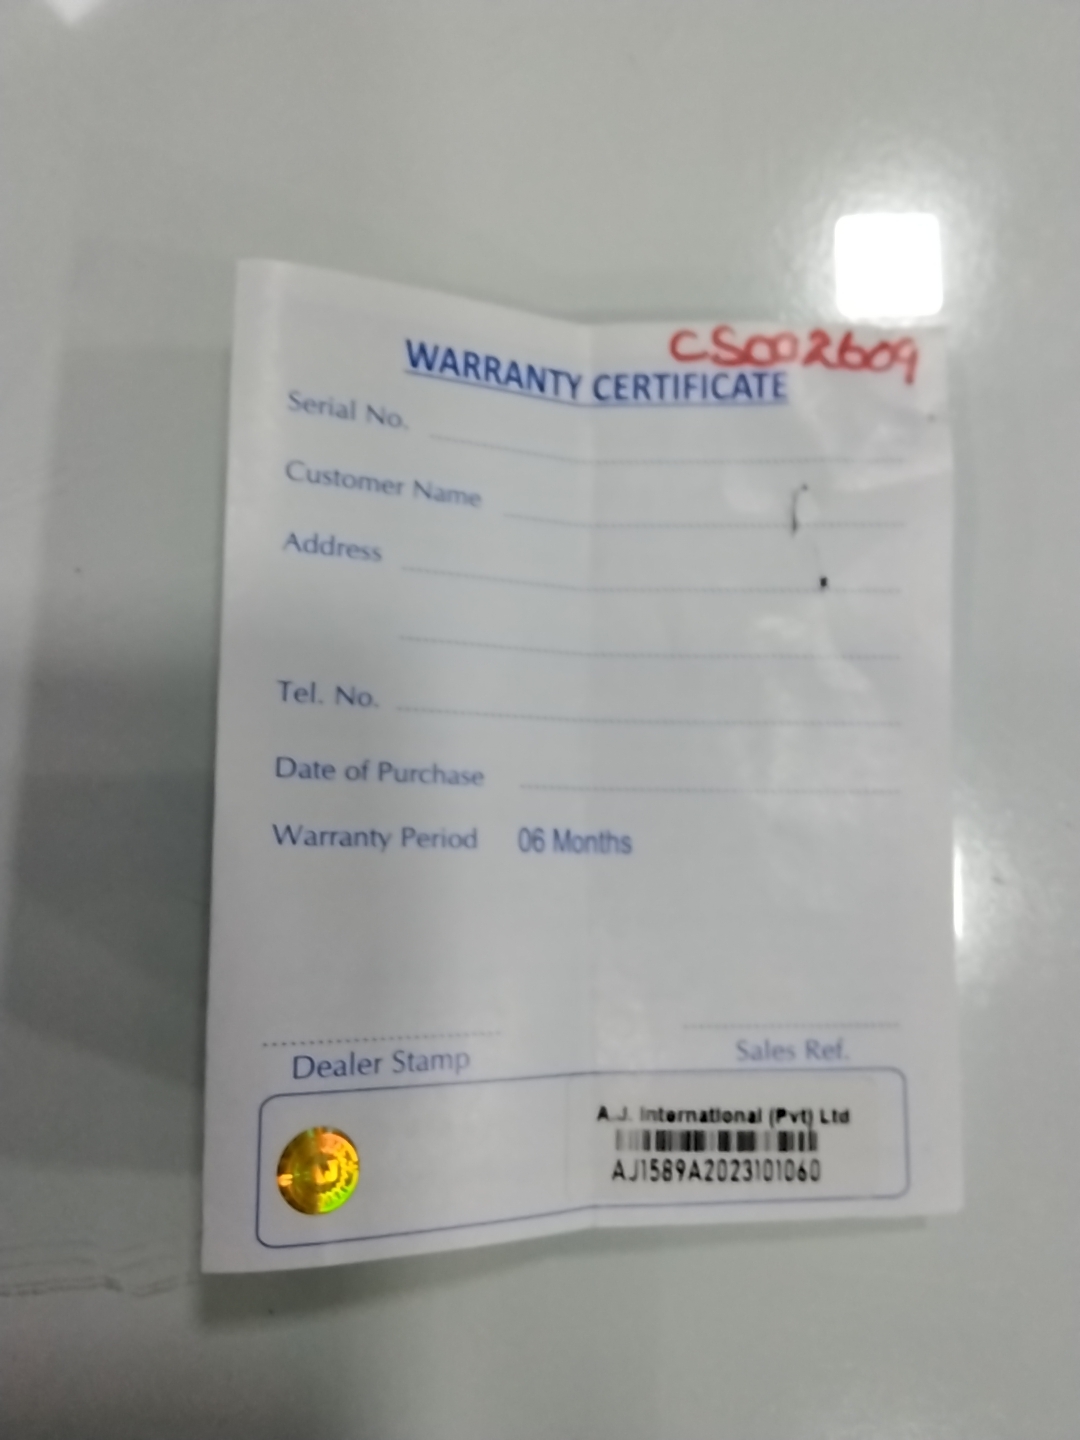 CS002609
WARRANTY CERTIFICATE
Serial No.
Customer Name
Address
Tel. No.
Date of Purchase
Warranty Period 06 Months
Dealer Stamp
Sales Ref.
A.J. International (Pvt) Ltd
AJ1589A2023101060